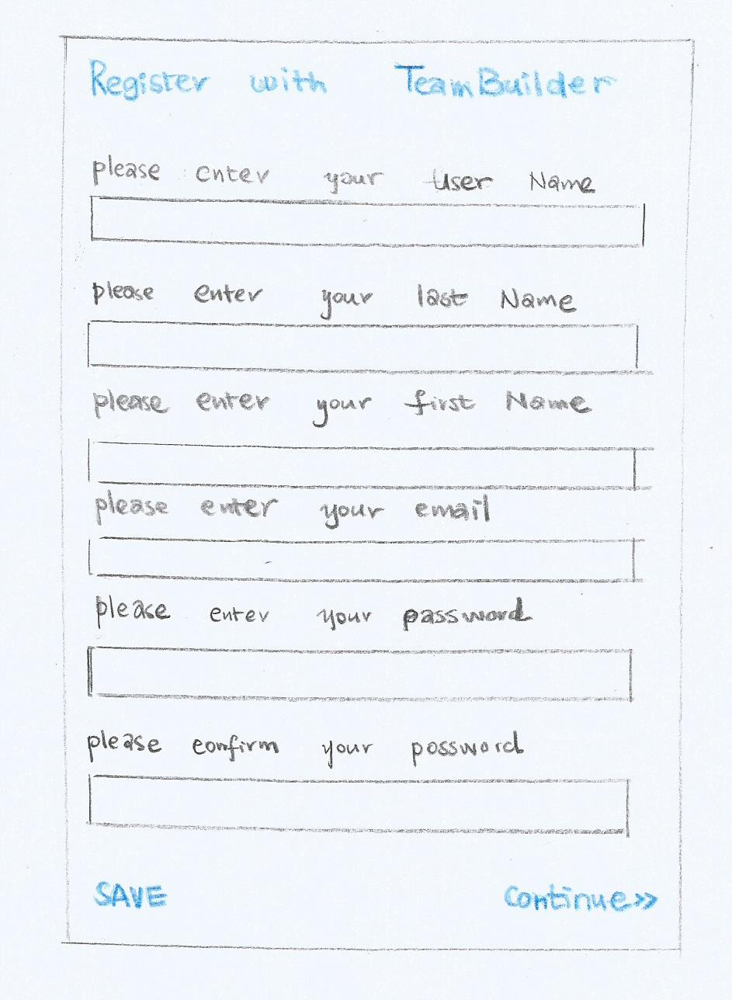 Register with TeamBuilder
please enter your User Name
please enter your last Name
please enter your first Name
please enter your email
please enter your password
please confirm your possword
SAVE Continue>>